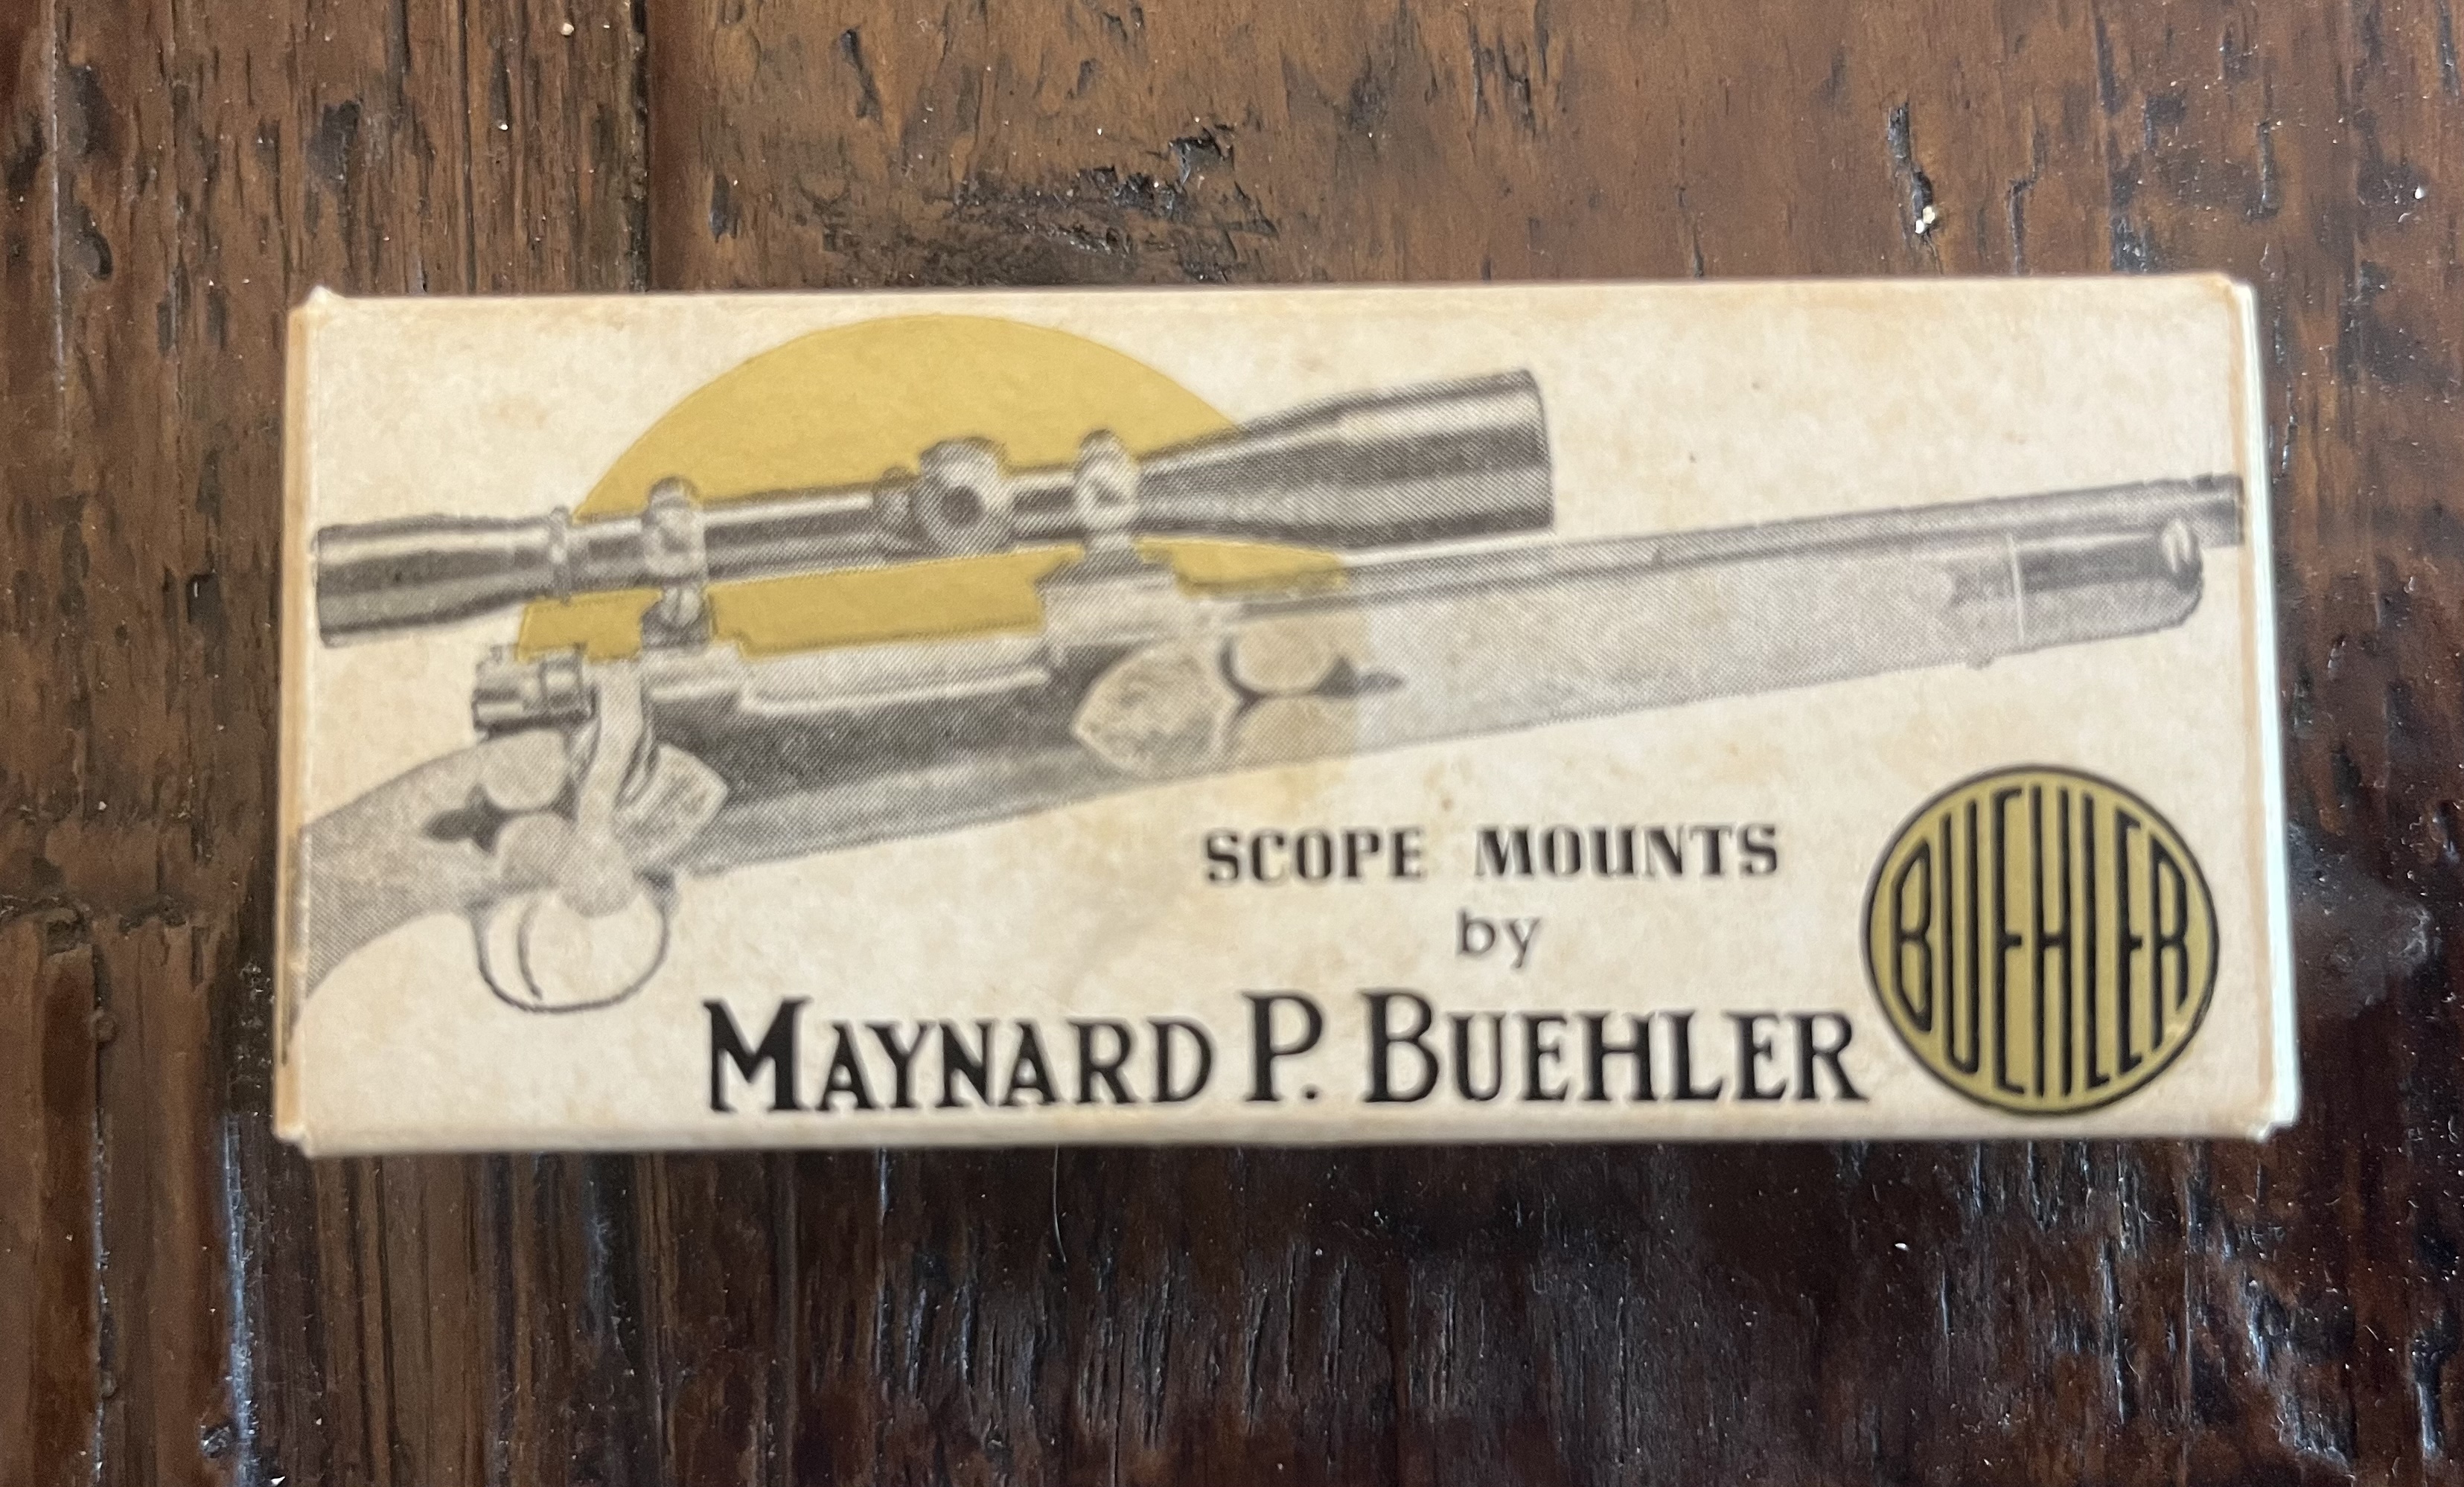 SCOPE MOUNTS
by
MAYNARD P. BUEHLER
BUEHLER